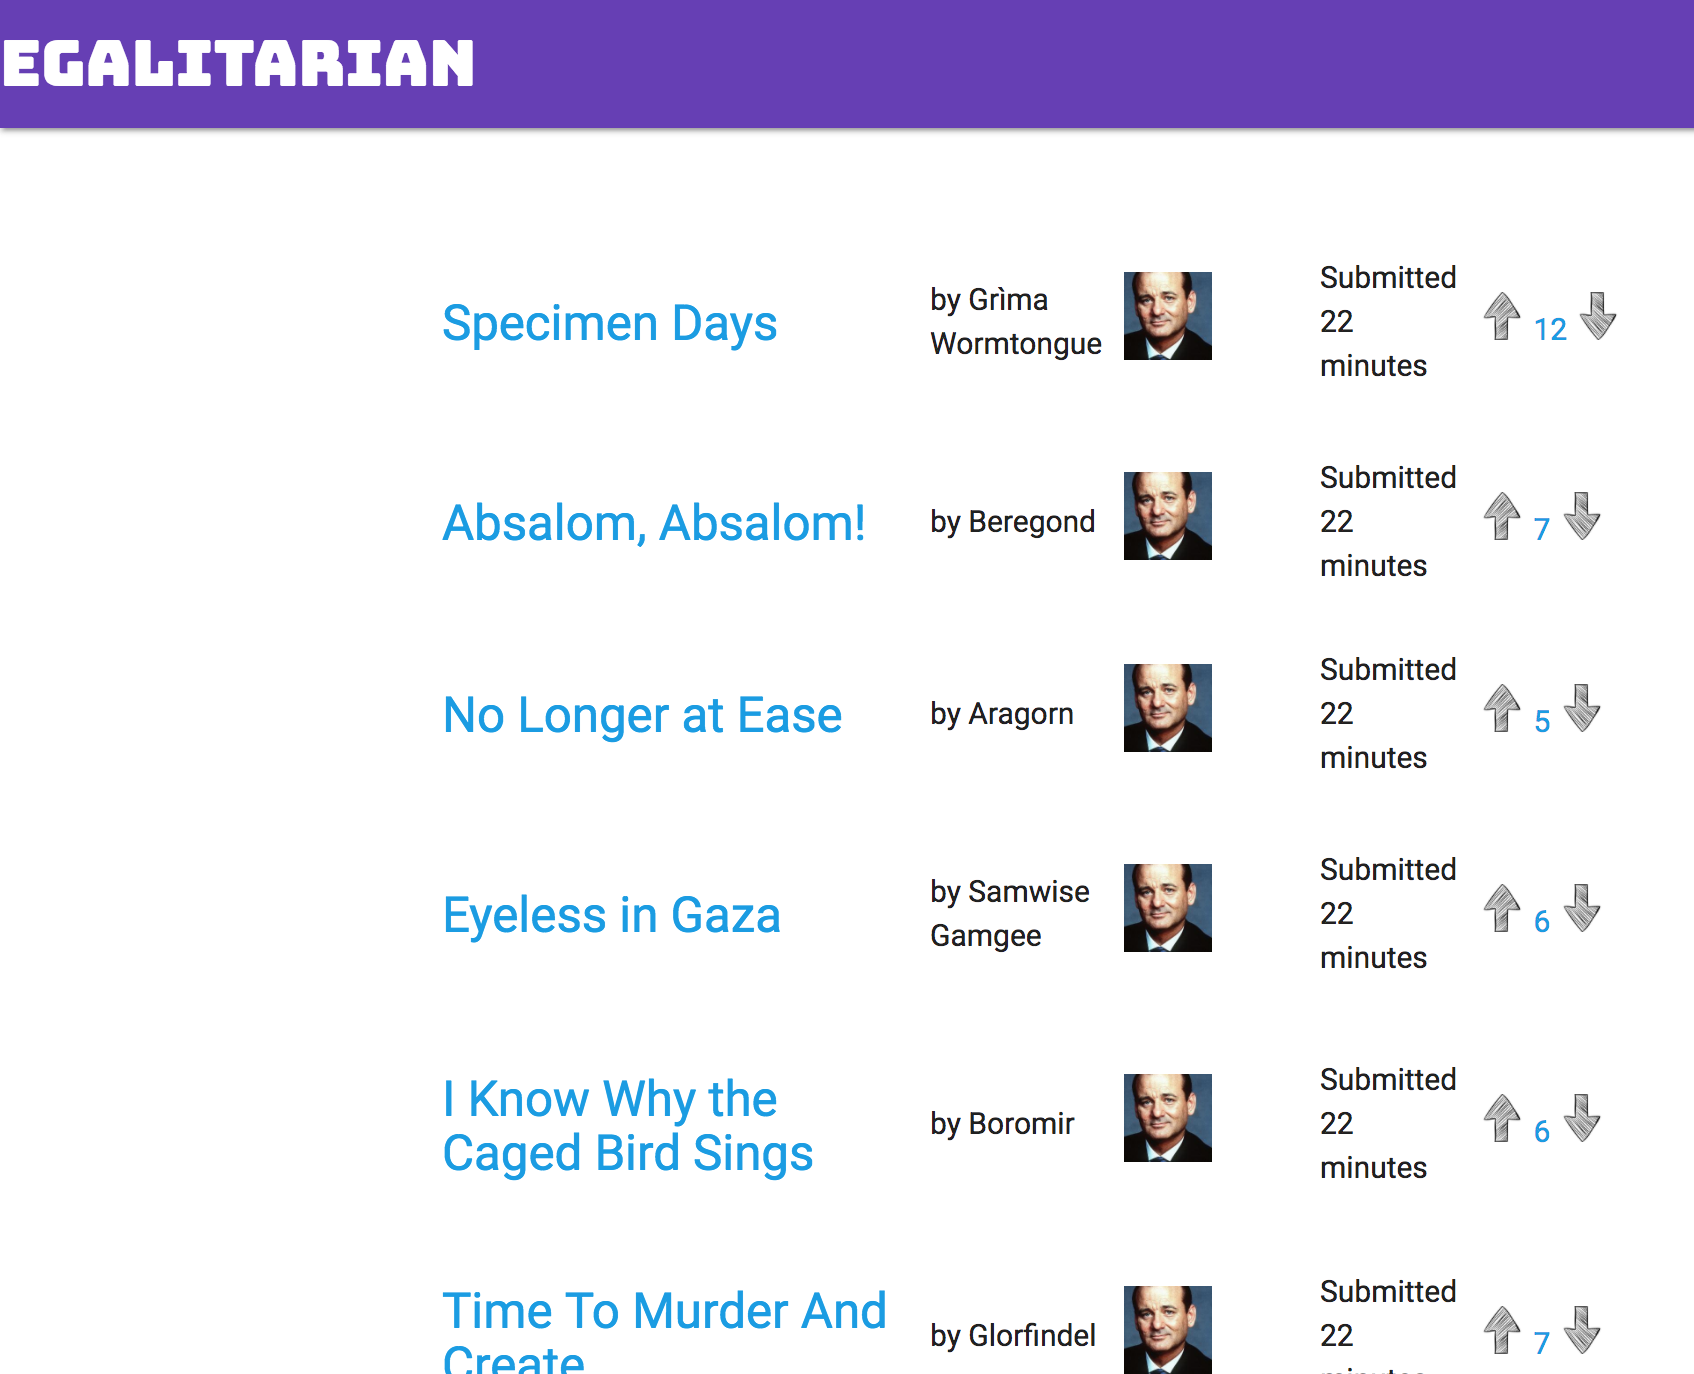 EGALITARIAN
Specimen Days
by Grìma
Wormtongue
Submitted
22
minutes
12
Absalom, Absalom!
by Beregond
Submitted
22
minutes
7
No Longer at Ease
by Aragorn
Submitted
22
minutes
5
Eyeless in Gaza
by Samwise
Gamgee
Submitted
22
minutes
6
I Know Why the
Caged Bird Sings
by Boromir
Submitted
22
minutes
6
Time To Murder And
Create
by Glorfindel
Submitted
22
7